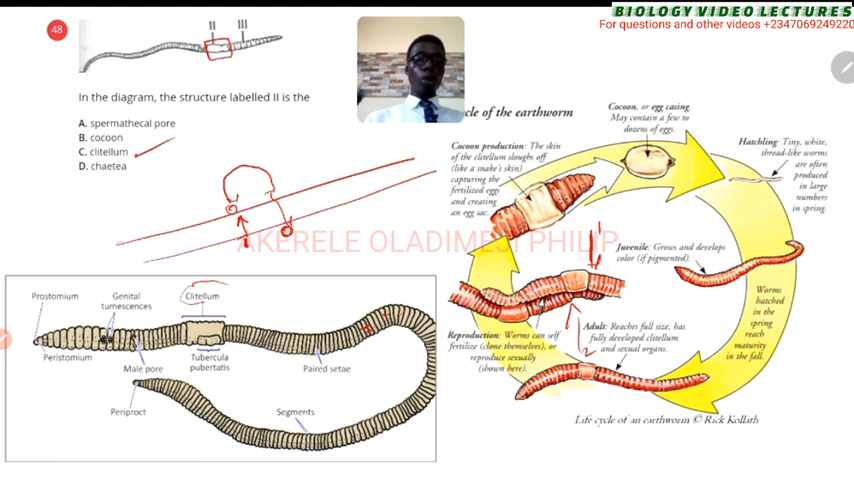 BIOLOGY VIDEO LECTURES
For questions and other videos +2347069249220
48
II
III
In the diagram, the structure labelled II is the
A. spermathecal pore
B. cocoon
C. clitellum
D. chaetea
cle of the earthworm
Cocoon, or egg casing.
May contain a few to
dozens of eggs.
Cocoon production: The skin
of the clitellum sloughs off
(like a snake's skin)
capturing the
fertilized eggs
and creating
an egg sac.
Hatchling: Tiny, white,
thread-like worms
are often
produced
in large
numbers
in spring.
AKERELE OLADIMEJI PHILIP
Juvenile: Grows and develops
color (if pigmented).
Worms
hatched
in the
spring
reach
maturity
in the fall.
Reproduction: Worms can self
fertilize (clone themselves), or
reproduce sexually
(shown here).
Adult: Reaches full size, has
fully developed clitellum
and sexual organs.
Life cycle of an earthworm © Rick Kollath
Prostomium
Genital
tumescences
Clitellum
Peristomium
Male pore
Tubercula
pubertatis
Paired setae
Periproct
Segments